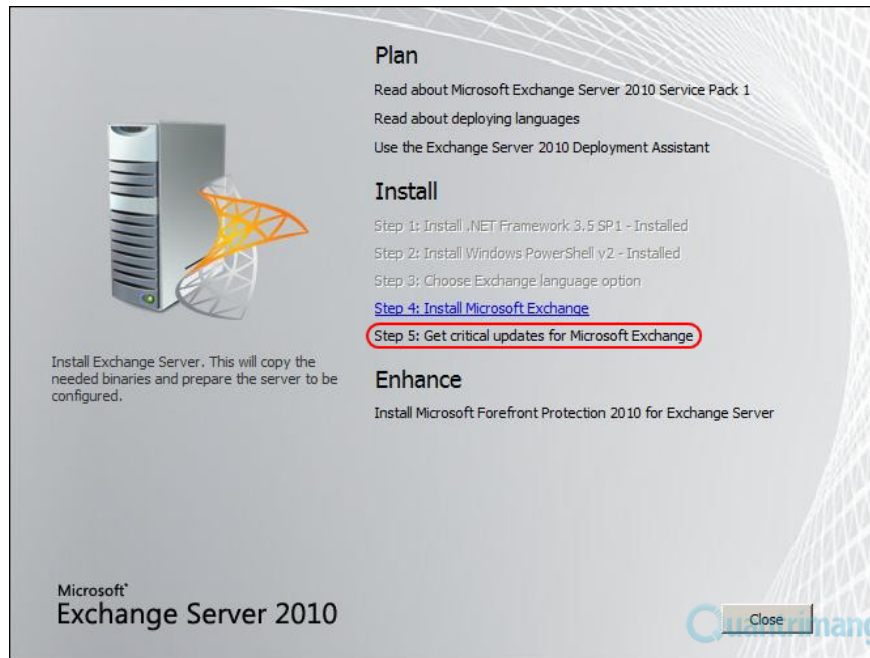 Plan
Read about Microsoft Exchange Server 2010 Service Pack 1
Read about deploying languages
Use the Exchange Server 2010 Deployment Assistant
Install
Step 1: Install .NET Framework 3.5 SP1 - Installed
Step 2: Install Windows PowerShell v2 - Installed
Step 3: Choose Exchange language option
Step 4: Install Microsoft Exchange
Step 5: Get critical updates for Microsoft Exchange
Install Exchange Server. This will copy the
needed binaries and prepare the server to be
configured.
Enhance
Install Microsoft Forefront Protection 2010 for Exchange Server
Microsoft®
Exchange Server 2010
Close
Quantrimang